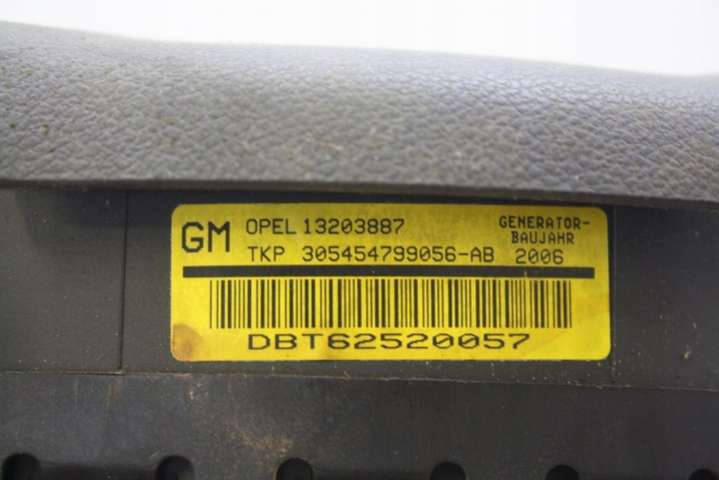 GM OPEL 13203887 GENERATOR-
BAUJAHR
TKP 305454799056-AB 2006
DBT62520057